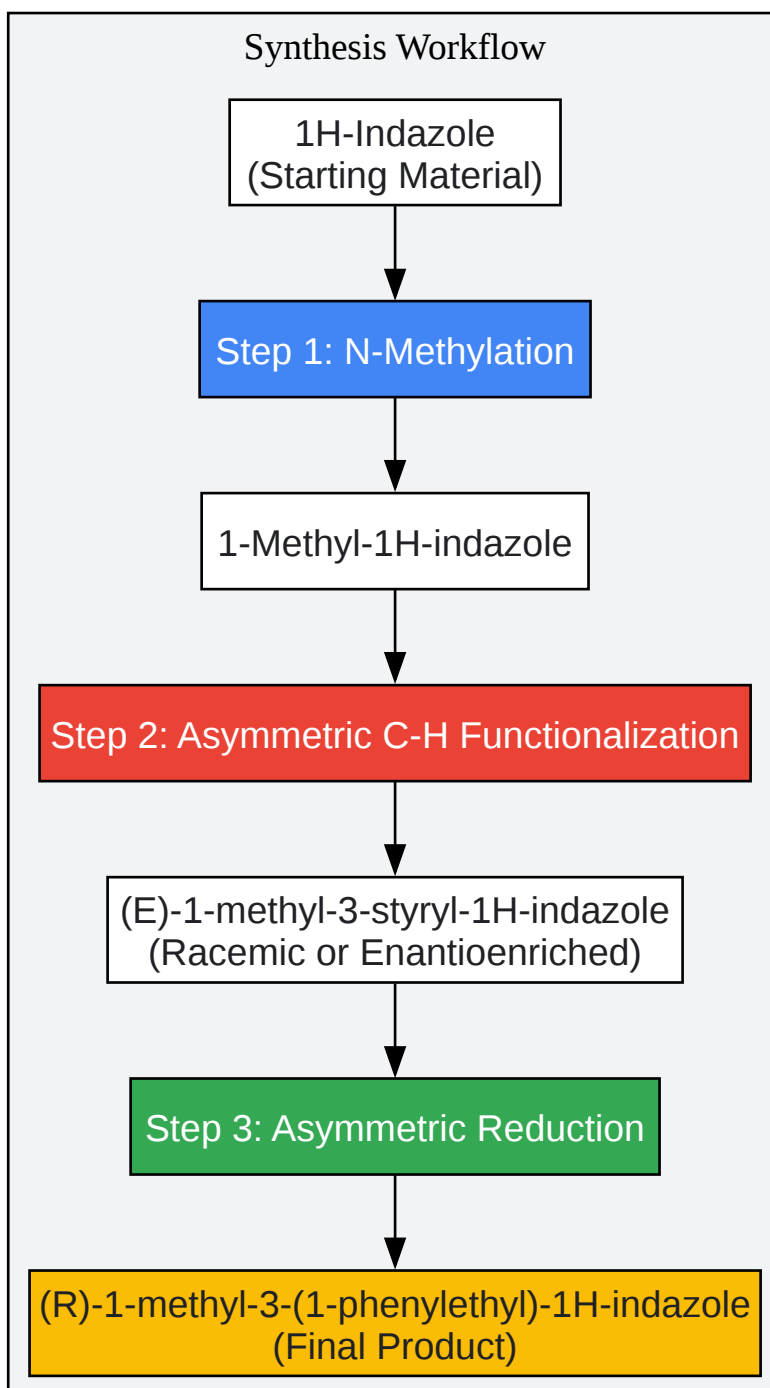 Synthesis Workflow
1H-Indazole
(Starting Material)
Step 1: N-Methylation
1-Methyl-1H-indazole
Step 2: Asymmetric C-H Functionalization
(E)-1-methyl-3-styryl-1H-indazole
(Racemic or Enantioenriched)
Step 3: Asymmetric Reduction
(R)-1-methyl-3-(1-phenylethyl)-1H-indazole
(Final Product)